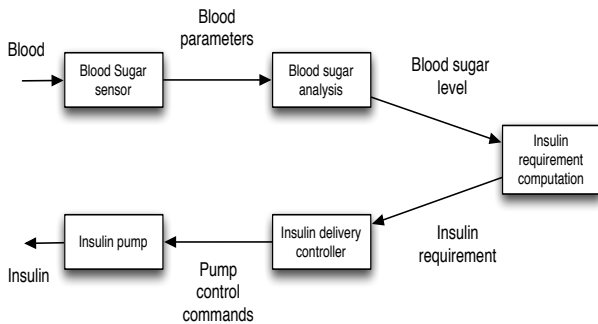 Blood
Blood
parameters
Blood Sugar
sensor
Blood sugar
analysis
Blood sugar
level
Insulin
requirement
computation
Insulin
requirement
Insulin delivery
controller
Pump
control
commands
Insulin pump
Insulin